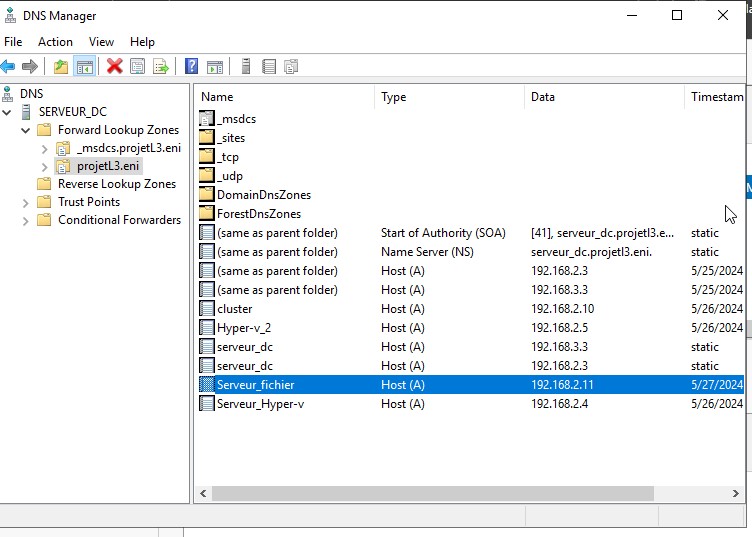 DNS Manager
File Action View Help
DNS
SERVEUR_DC
Forward Lookup Zones
_msdcs.projetL3.eni
projetL3.eni
Reverse Lookup Zones
Trust Points
Conditional Forwarders
Name Type Data Timestam
_msdcs
_sites
_tcp
_udp
DomainDnsZones
ForestDnsZones
(same as parent folder) Start of Authority (SOA) [41], serveur_dc.projetl3.e... static
(same as parent folder) Name Server (NS) serveur_dc.projetl3.eni. static
(same as parent folder) Host (A) 192.168.2.3 5/25/2024
(same as parent folder) Host (A) 192.168.3.3 5/25/2024
cluster Host (A) 192.168.2.10 5/26/2024
Hyper-v_2 Host (A) 192.168.2.5 5/26/2024
serveur_dc Host (A) 192.168.3.3 static
serveur_dc Host (A) 192.168.2.3 static
Serveur_fichier Host (A) 192.168.2.11 5/27/2024
Serveur_Hyper-v Host (A) 192.168.2.4 5/26/2024